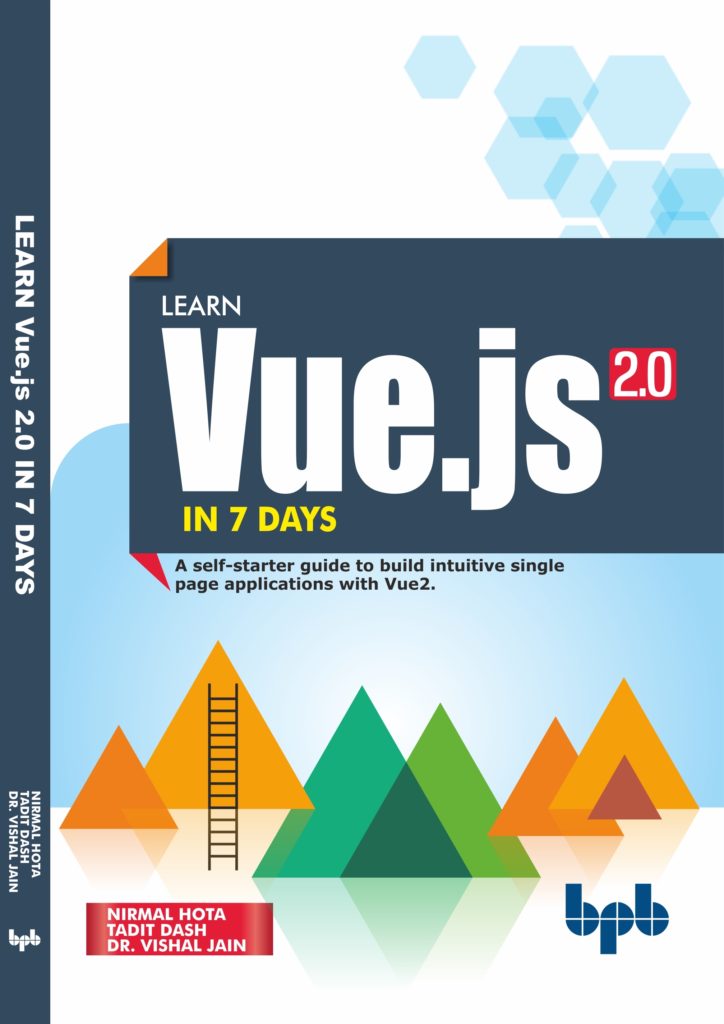 LEARN Vue.js 2.0 IN 7 DAYS
NIRMAL HOTA
TADIT DASH
DR. VISHAL JAIN
bpb
LEARN
Vue.js 2.0
IN 7 DAYS
A self-starter guide to build intuitive single
page applications with Vue2.
NIRMAL HOTA
TADIT DASH
DR. VISHAL JAIN
bpb